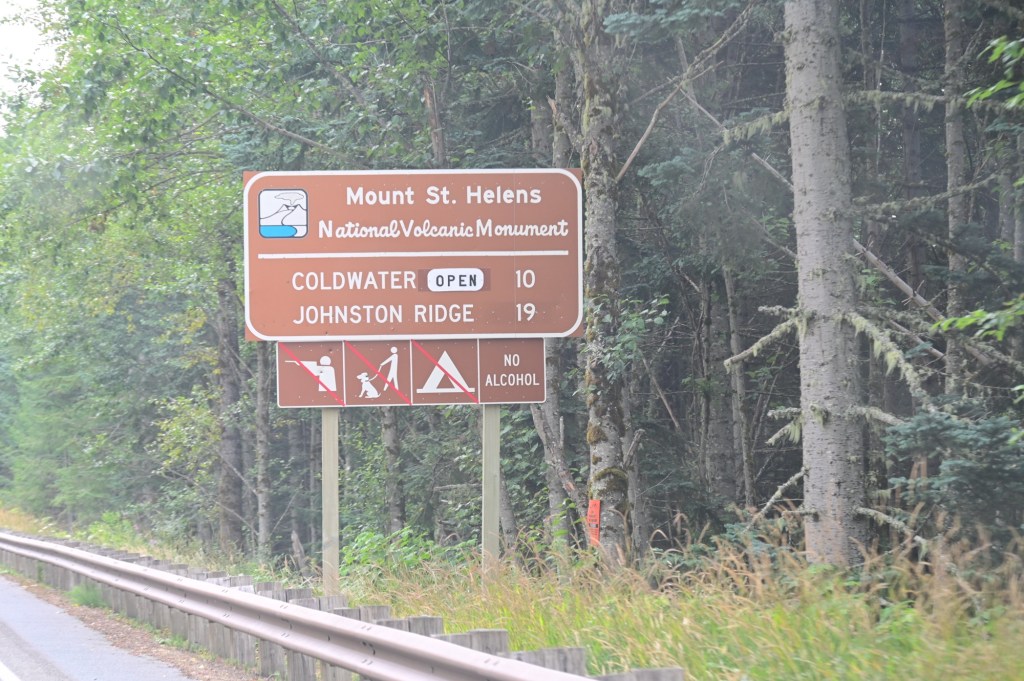 Mount St. Helens
National Volcanic Monument
COLDWATER OPEN 10
JOHNSTON RIDGE 19
NO
ALCOHOL